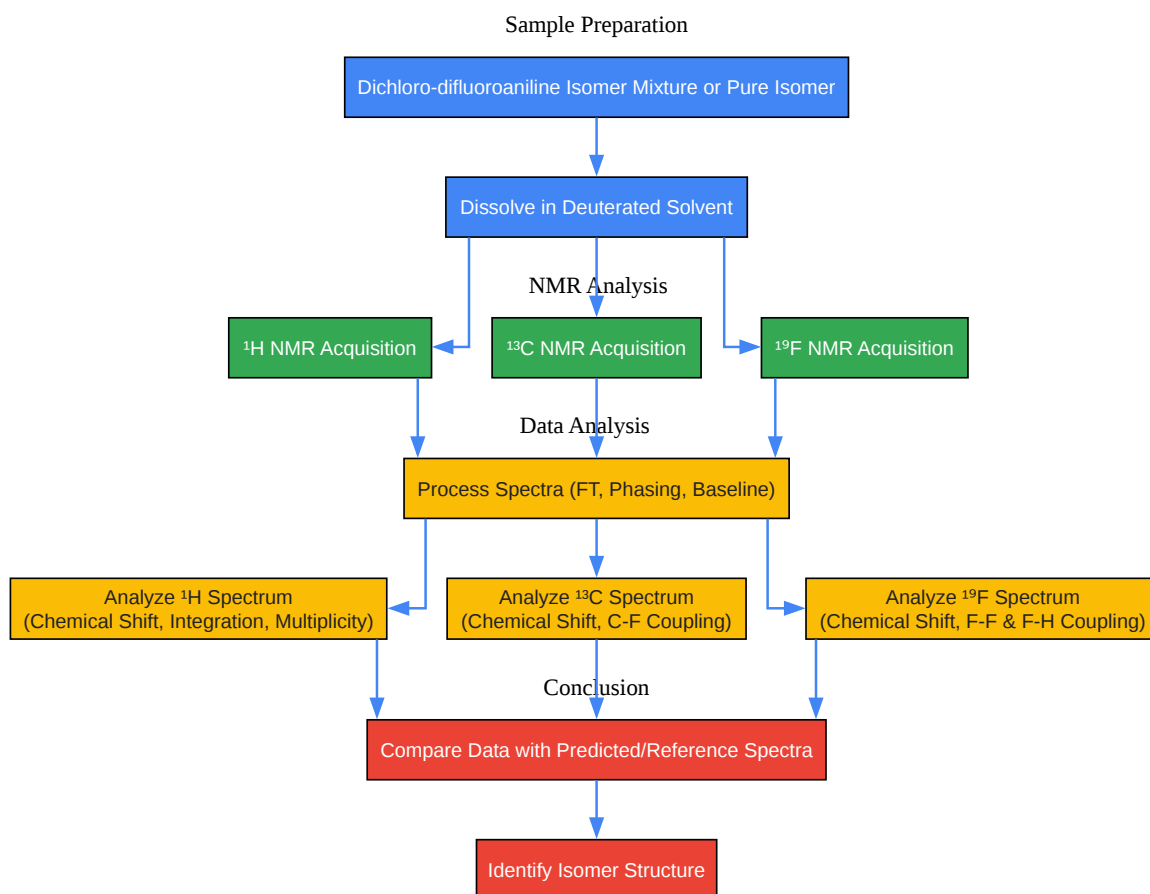 Sample Preparation
Dichloro-difluoroaniline Isomer Mixture or Pure Isomer
Dissolve in Deuterated Solvent
NMR Analysis
¹H NMR Acquisition
¹³C NMR Acquisition
¹⁹F NMR Acquisition
Data Analysis
Process Spectra (FT, Phasing, Baseline)
Analyze ¹H Spectrum
(Chemical Shift, Integration, Multiplicity)
Analyze ¹³C Spectrum
(Chemical Shift, C-F Coupling)
Analyze ¹⁹F Spectrum
(Chemical Shift, F-F & F-H Coupling)
Conclusion
Compare Data with Predicted/Reference Spectra
Identify Isomer Structure